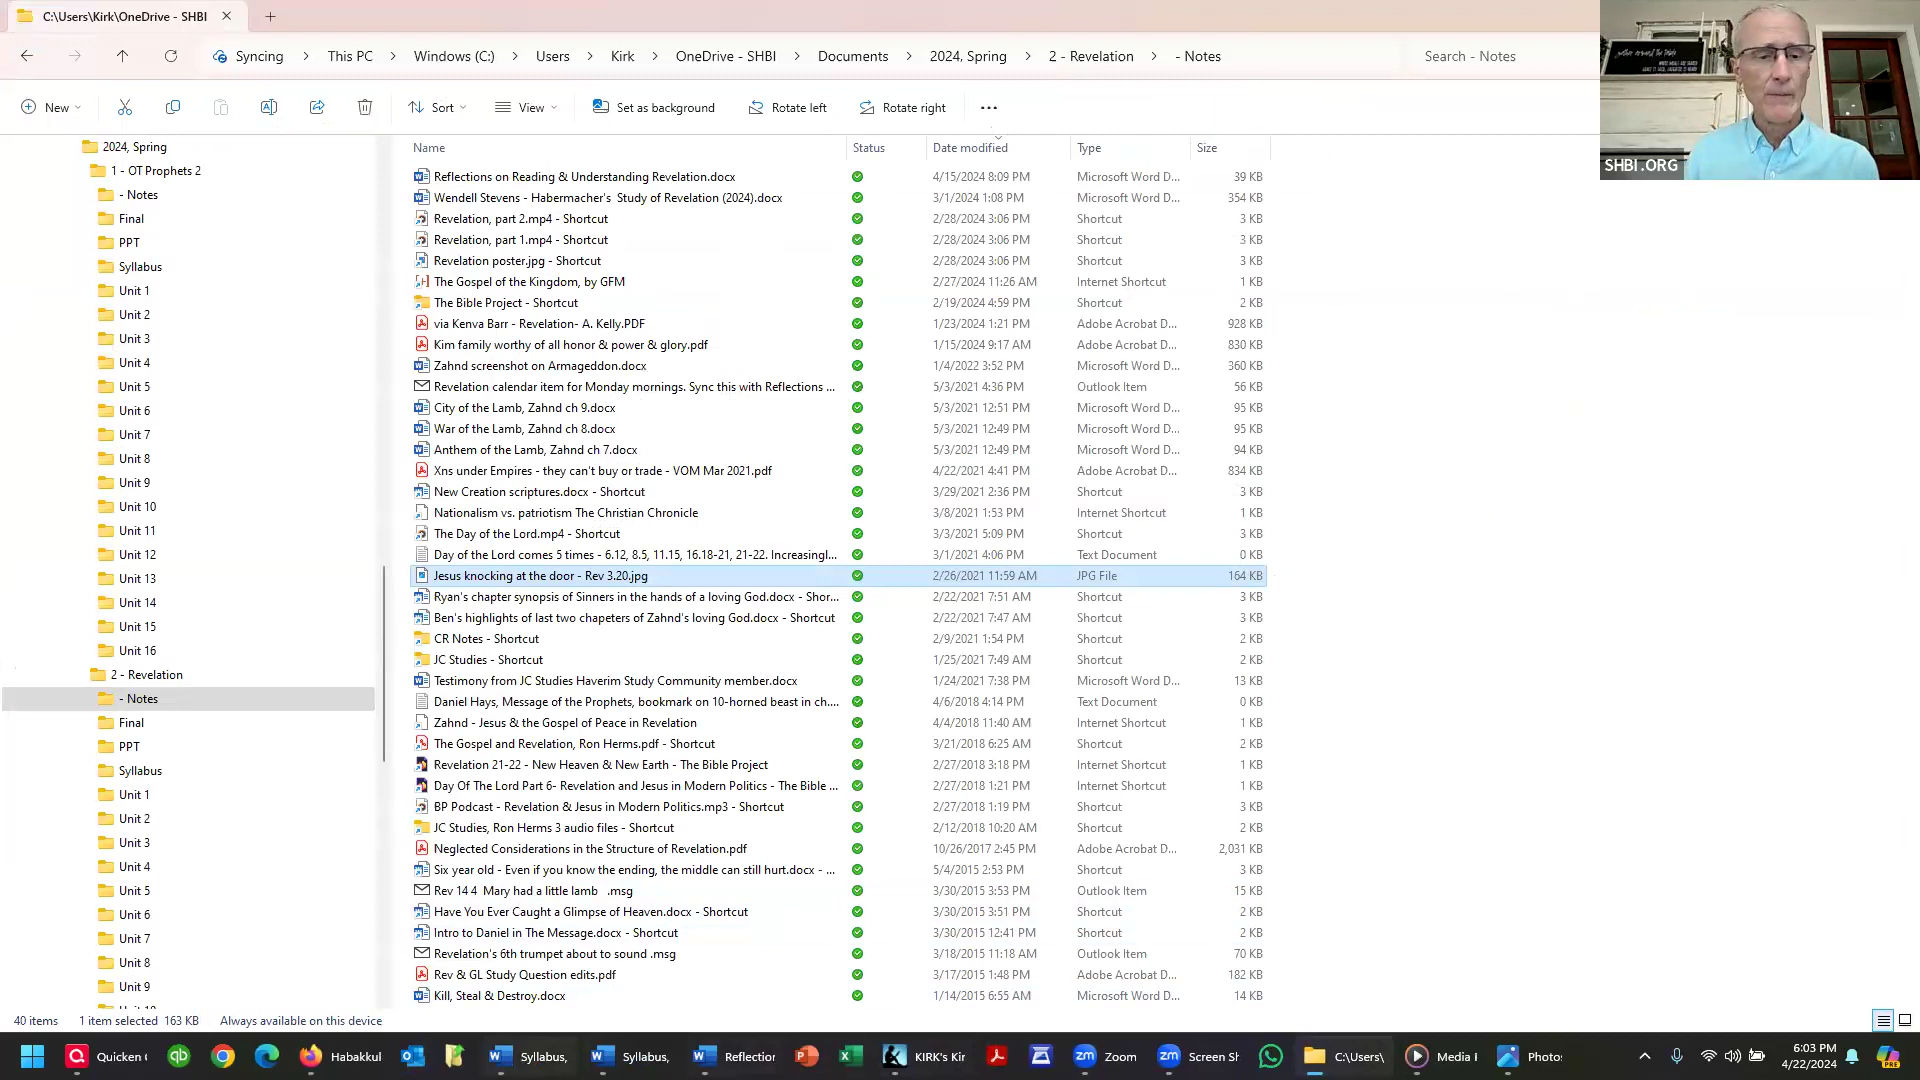 C:\Users\Kirk\OneDrive - SHBI
Syncing This PC Windows (C:) Users Kirk OneDrive - SHBI Documents 2024, Spring 2 - Revelation - Notes Search - Notes
New Sort View Set as background Rotate left Rotate right
SHBI.ORG
2024, Spring
1 - OT Prophets 2
- Notes
Final
PPT
Syllabus
Unit 1
Unit 2
Unit 3
Unit 4
Unit 5
Unit 6
Unit 7
Unit 8
Unit 9
Unit 10
Unit 11
Unit 12
Unit 13
Unit 14
Unit 15
Unit 16
2 - Revelation
- Notes
Final
PPT
Syllabus
Unit 1
Unit 2
Unit 3
Unit 4
Unit 5
Unit 6
Unit 7
Unit 8
Unit 9
Name Status Date modified Type Size
Reflections on Reading & Understanding Revelation.docx 4/15/2024 8:09 PM Microsoft Word D... 39 KB
Wendell Stevens - Habermacher's Study of Revelation (2024).docx 3/1/2024 1:08 PM Microsoft Word D... 354 KB
Revelation, part 2.mp4 - Shortcut 2/28/2024 3:06 PM Shortcut 3 KB
Revelation, part 1.mp4 - Shortcut 2/28/2024 3:06 PM Shortcut 3 KB
Revelation poster.jpg - Shortcut 2/28/2024 3:06 PM Shortcut 3 KB
The Gospel of the Kingdom, by GFM 2/27/2024 11:26 AM Internet Shortcut 1 KB
The Bible Project - Shortcut 2/19/2024 4:59 PM Shortcut 2 KB
via Kenva Barr - Revelation- A. Kelly.PDF 1/23/2024 1:21 PM Adobe Acrobat D... 928 KB
Kim family worthy of all honor & power & glory.pdf 1/15/2024 9:17 AM Adobe Acrobat D... 830 KB
Zahnd screenshot on Armageddon.docx 1/4/2022 3:52 PM Microsoft Word D... 360 KB
Revelation calendar item for Monday mornings. Sync this with Reflections ... 5/3/2021 4:36 PM Outlook Item 56 KB
City of the Lamb, Zahnd ch 9.docx 5/3/2021 12:51 PM Microsoft Word D... 95 KB
War of the Lamb, Zahnd ch 8.docx 5/3/2021 12:49 PM Microsoft Word D... 95 KB
Anthem of the Lamb, Zahnd ch 7.docx 5/3/2021 12:49 PM Microsoft Word D... 94 KB
Xns under Empires - they can't buy or trade - VOM Mar 2021.pdf 4/22/2021 4:41 PM Adobe Acrobat D... 834 KB
New Creation scriptures.docx - Shortcut 3/29/2021 2:36 PM Shortcut 3 KB
Nationalism vs. patriotism The Christian Chronicle 3/8/2021 1:53 PM Internet Shortcut 1 KB
The Day of the Lord.mp4 - Shortcut 3/3/2021 5:09 PM Shortcut 3 KB
Day of the Lord comes 5 times - 6.12, 8.5, 11.15, 16.18-21, 21-22. Increasingl... 3/1/2021 4:06 PM Text Document 0 KB
Jesus knocking at the door - Rev 3.20.jpg 2/26/2021 11:59 AM JPG File 164 KB
Ryan's chapter synopsis of Sinners in the hands of a loving God.docx - Shor... 2/22/2021 7:51 AM Shortcut 3 KB
Ben's highlights of last two chapeters of Zahnd's loving God.docx - Shortcut 2/22/2021 7:47 AM Shortcut 3 KB
CR Notes - Shortcut 2/9/2021 1:54 PM Shortcut 2 KB
JC Studies - Shortcut 1/25/2021 7:49 AM Shortcut 2 KB
Testimony from JC Studies Haverim Study Community member.docx 1/24/2021 7:38 PM Microsoft Word D... 13 KB
Daniel Hays, Message of the Prophets, bookmark on 10-horned beast in ch.... 4/6/2018 4:14 PM Text Document 0 KB
Zahnd - Jesus & the Gospel of Peace in Revelation 4/4/2018 11:40 AM Internet Shortcut 1 KB
The Gospel and Revelation, Ron Herms.pdf - Shortcut 3/21/2018 6:25 AM Shortcut 2 KB
Revelation 21-22 - New Heaven & New Earth - The Bible Project 2/27/2018 3:18 PM Internet Shortcut 1 KB
Day Of The Lord Part 6- Revelation and Jesus in Modern Politics - The Bible ... 2/27/2018 1:21 PM Internet Shortcut 1 KB
BP Podcast - Revelation & Jesus in Modern Politics.mp3 - Shortcut 2/27/2018 1:19 PM Shortcut 3 KB
JC Studies, Ron Herms 3 audio files - Shortcut 2/12/2018 10:20 AM Shortcut 2 KB
Neglected Considerations in the Structure of Revelation.pdf 10/26/2017 2:45 PM Adobe Acrobat D... 2,031 KB
Six year old - Even if you know the ending, the middle can still hurt.docx - ... 5/4/2015 2:53 PM Shortcut 3 KB
Rev 14 4 Mary had a little lamb .msg 3/30/2015 3:53 PM Outlook Item 15 KB
Have You Ever Caught a Glimpse of Heaven.docx - Shortcut 3/30/2015 3:51 PM Shortcut 2 KB
Intro to Daniel in The Message.docx - Shortcut 3/30/2015 12:41 PM Shortcut 2 KB
Revelation's 6th trumpet about to sound .msg 3/18/2015 11:18 AM Outlook Item 70 KB
Rev & GL Study Question edits.pdf 3/17/2015 1:48 PM Adobe Acrobat D... 182 KB
Kill, Steal & Destroy.docx 1/14/2015 6:55 AM Microsoft Word D... 14 KB
40 items 1 item selected 163 KB Always available on this device
Quicken Habakkul Syllabus, Syllabus, Reflection KIRK's Kir Zoom Screen Sh C:\Users\ Media Photo
6:03 PM
4/22/2024